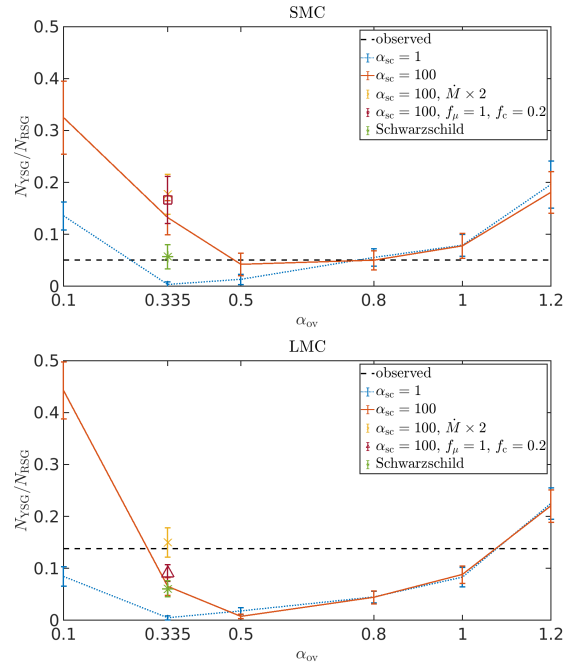 SMC
0.5
0.4
0.3
0.2
0.1
0
N_YSG/N_RSG
observed
α_sc = 1
α_sc = 100
α_sc = 100, Ṁ × 2
α_sc = 100, f_μ = 1, f_c = 0.2
Schwarzschild
0.1 0.335 0.5 0.8 1 1.2
α_ov
LMC
0.5
0.4
0.3
0.2
0.1
0
N_YSG/N_RSG
observed
α_sc = 1
α_sc = 100
α_sc = 100, Ṁ × 2
α_sc = 100, f_μ = 1, f_c = 0.2
Schwarzschild
0.1 0.335 0.5 0.8 1 1.2
α_ov